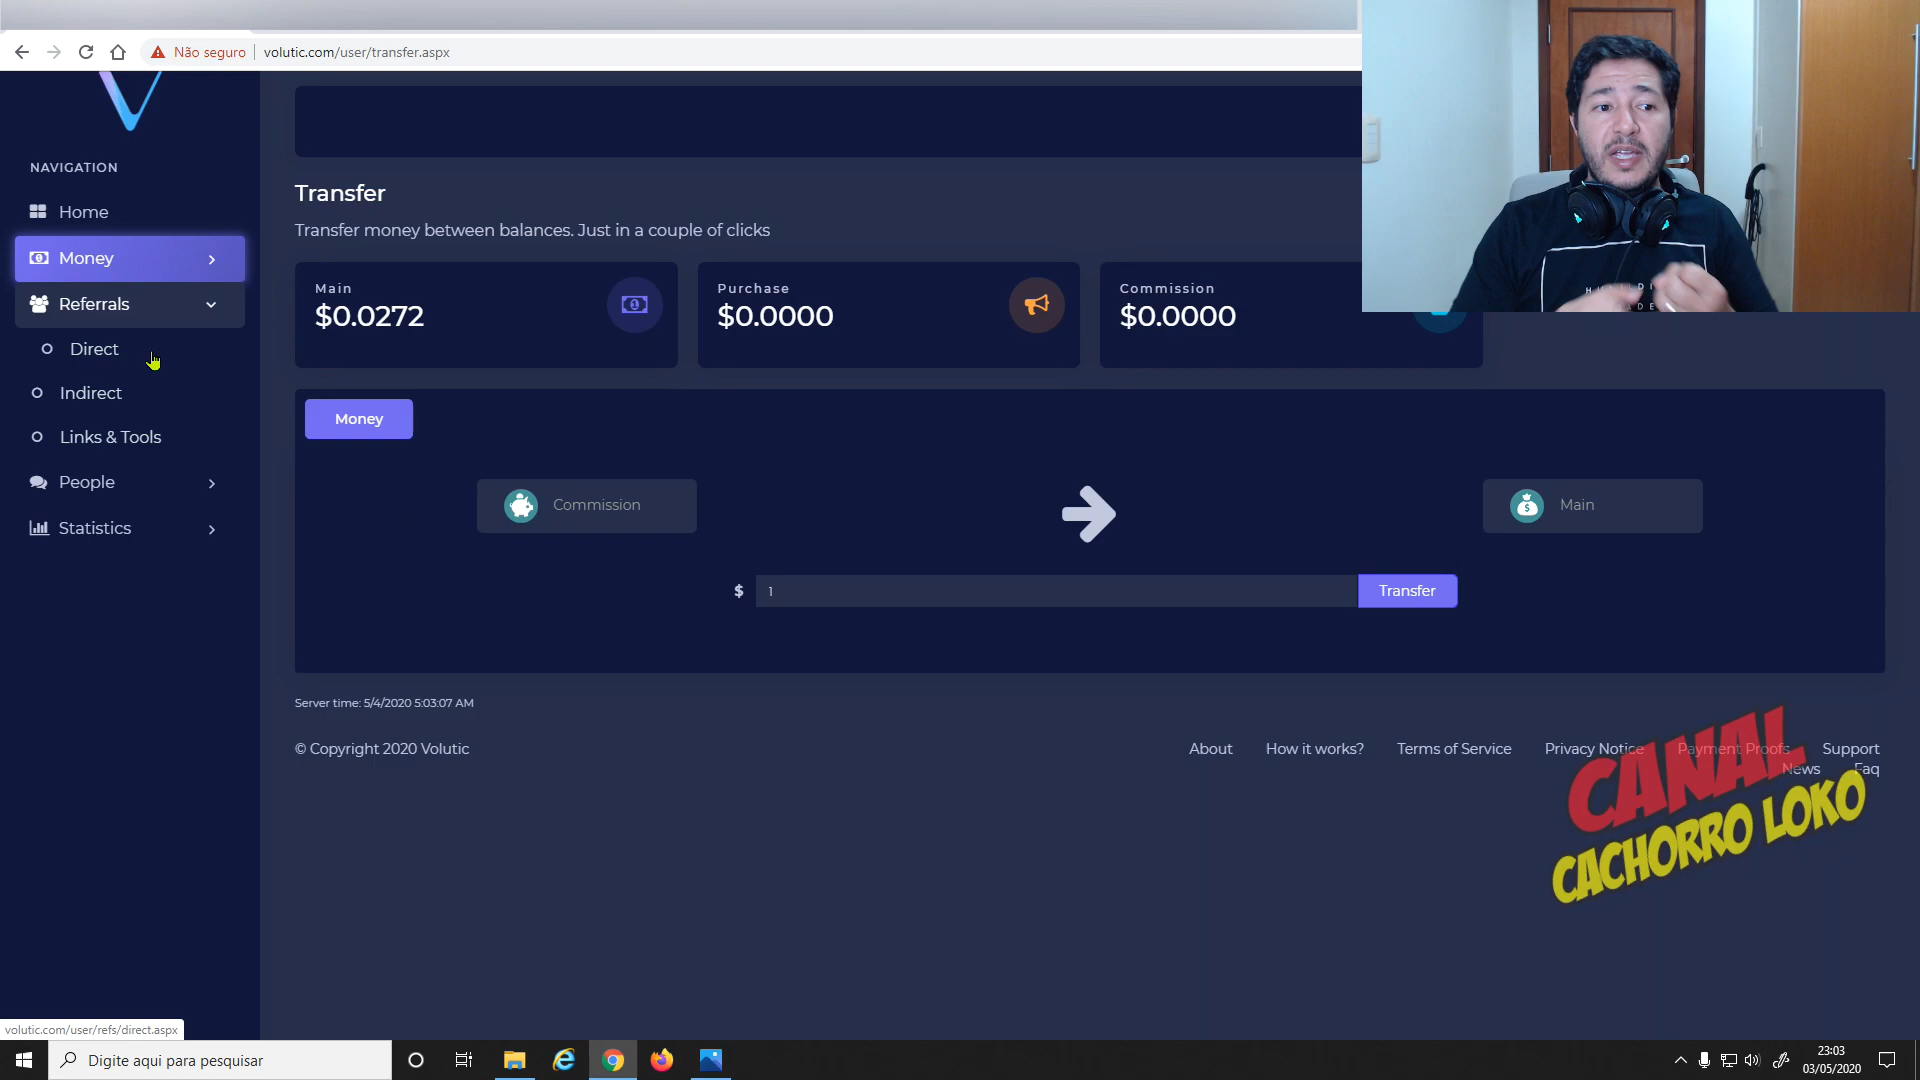 Não seguro
volutic.com/user/transfer.aspx
NAVIGATION
Home
Money
Referrals
Direct
Indirect
Links & Tools
People
Statistics
Transfer
Transfer money between balances. Just in a couple of clicks
Main
$0.0272
Purchase
$0.0000
Commission
$0.0000
Money
Commission
Main
$ 1
Transfer
Server time: 5/4/2020 5:03:07 AM
© Copyright 2020 Volutic
About How it works? Terms of Service Privacy Notice Payment Proofs Support
News Faq
CANAL
CACHORRO LOKO
volutic.com/user/refs/direct.aspx
Digite aqui para pesquisar
23:03
03/05/2020